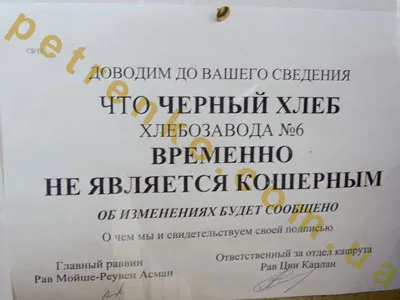 ДОВОДИМ ДО ВАШЕГО СВЕДЕНИЯ
ЧТО ЧЕРНЫЙ ХЛЕБ
ХЛЕБОЗАВОДА №6
ВРЕМЕННО
НЕ ЯВЛЯЕТСЯ КОШЕРНЫМ
ОБ ИЗМЕНЕНИЯХ БУДЕТ СООБЩЕНО
О чем мы и свидетельствуем своей подписью
Главный раввин
Рав Мойше-Реувен Асман
Ответственный за отдел кашрута
Рав Цви Каплан
petrenko.com.ua